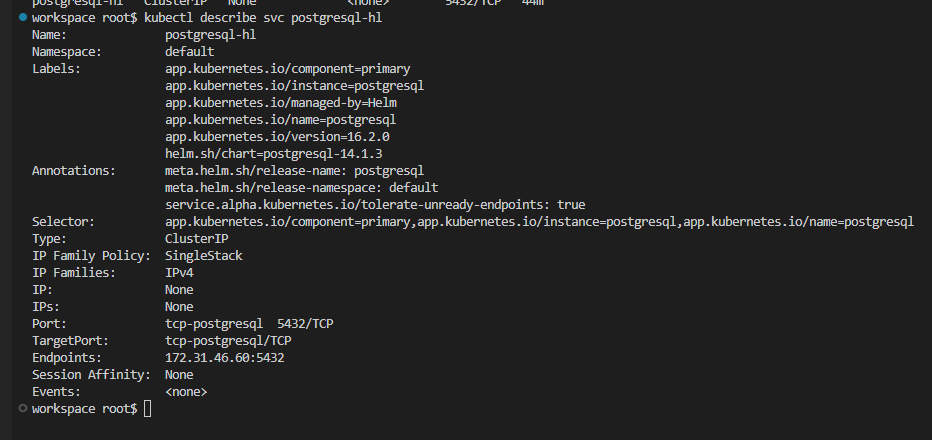 postgresql-hl ClusterIP None <none> 5432/TCP 44m
workspace root$ kubectl describe svc postgresql-hl
Name: postgresql-hl
Namespace: default
Labels: app.kubernetes.io/component=primary
app.kubernetes.io/instance=postgresql
app.kubernetes.io/managed-by=Helm
app.kubernetes.io/name=postgresql
app.kubernetes.io/version=16.2.0
helm.sh/chart=postgresql-14.1.3
Annotations: meta.helm.sh/release-name: postgresql
meta.helm.sh/release-namespace: default
service.alpha.kubernetes.io/tolerate-unready-endpoints: true
Selector: app.kubernetes.io/component=primary,app.kubernetes.io/instance=postgresql,app.kubernetes.io/name=postgresql
Type: ClusterIP
IP Family Policy: SingleStack
IP Families: IPv4
IP: None
IPs: None
Port: tcp-postgresql 5432/TCP
TargetPort: tcp-postgresql/TCP
Endpoints: 172.31.46.60:5432
Session Affinity: None
Events: <none>
workspace root$